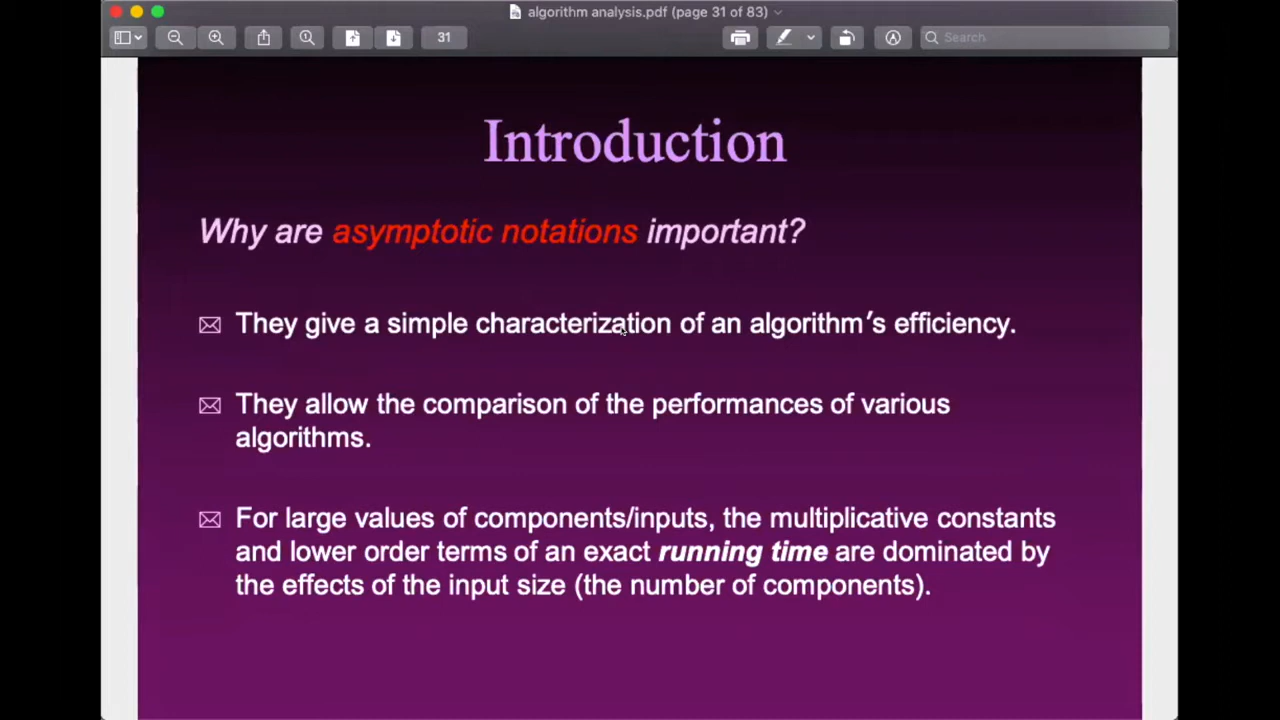 algorithm analysis.pdf (page 31 of 83)
31
Search
Introduction
Why are asymptotic notations important?
They give a simple characterization of an algorithm's efficiency.
They allow the comparison of the performances of various
algorithms.
For large values of components/inputs, the multiplicative constants
and lower order terms of an exact running time are dominated by
the effects of the input size (the number of components).